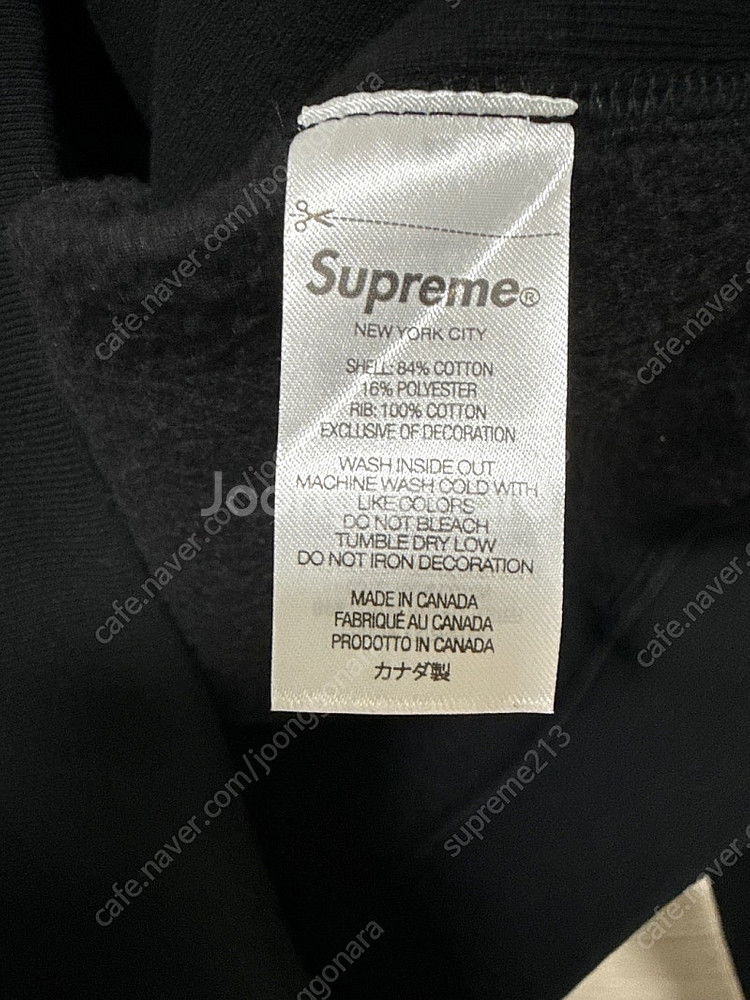 Supreme®
NEW YORK CITY
SHELL: 84% COTTON
16% POLYESTER
RIB: 100% COTTON
EXCLUSIVE OF DECORATION
WASH INSIDE OUT
MACHINE WASH COLD WITH
LIKE COLORS
DO NOT BLEACH
TUMBLE DRY LOW
DO NOT IRON DECORATION
MADE IN CANADA
FABRIQUÉ AU CANADA
PRODOTTO IN CANADA
カナダ製
cafe.naver.com/joonggonara
supreme213